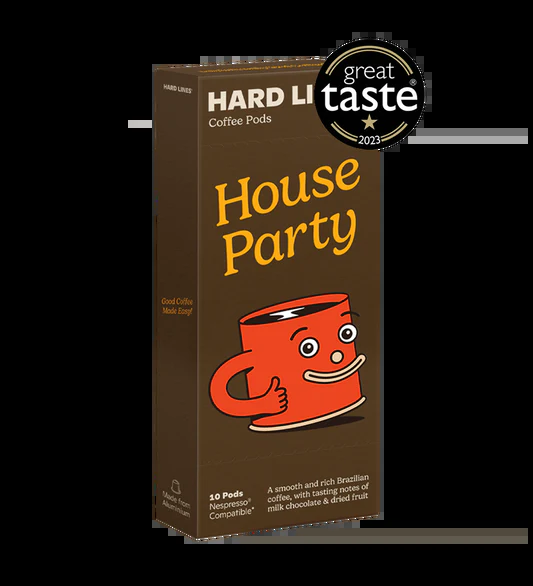 HARD LINES
HARD LI
Coffee Pods
great
taste®
2023
House
Party
Good Coffee
Made Easy!
Made from
Aluminium
10 Pods
Nespresso®
Compatible*
A smooth and rich Brazilian
coffee, with tasting notes of
milk chocolate & dried fruit